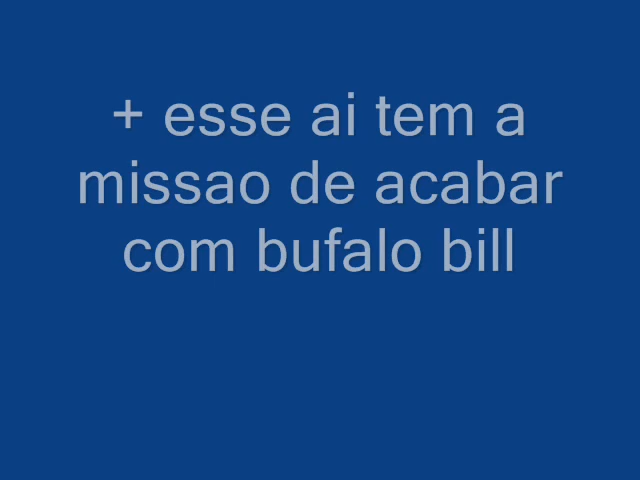 + esse ai tem a
missao de acabar
com bufalo bill